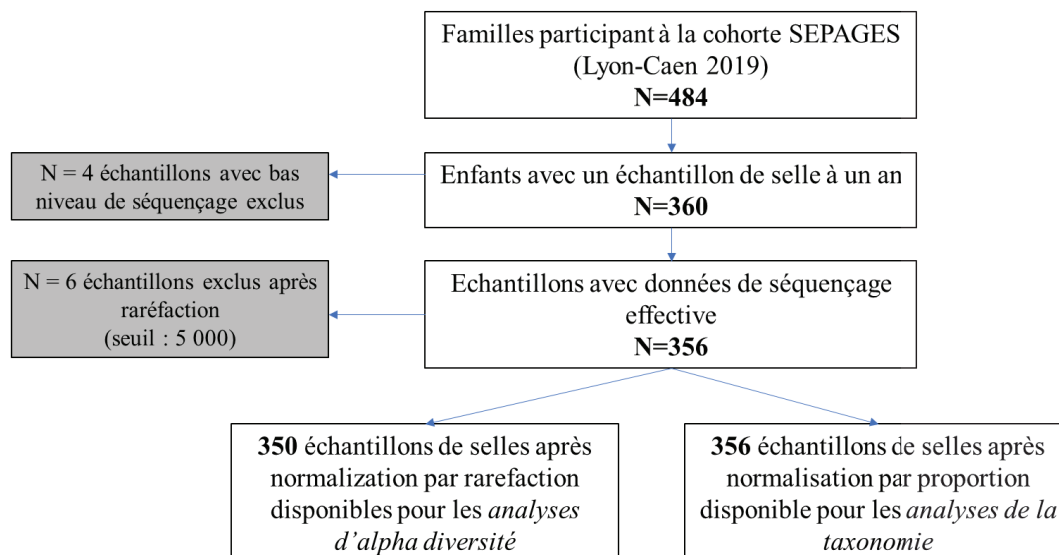 Familles participant à la cohorte SEPAGES
(Lyon-Caen 2019)
N=484
N = 4 échantillons avec bas
niveau de séquençage exclus
Enfants avec un échantillon de selle à un an
N=360
N = 6 échantillons exclus après
raréfaction
(seuil : 5 000)
Echantillons avec données de séquençage
effective
N=356
350 échantillons de selles après
normalization par rarefaction
disponibles pour les analyses
d'alpha diversité
356 échantillons de selles après
normalisation par proportion
disponible pour les analyses de la
taxonomie